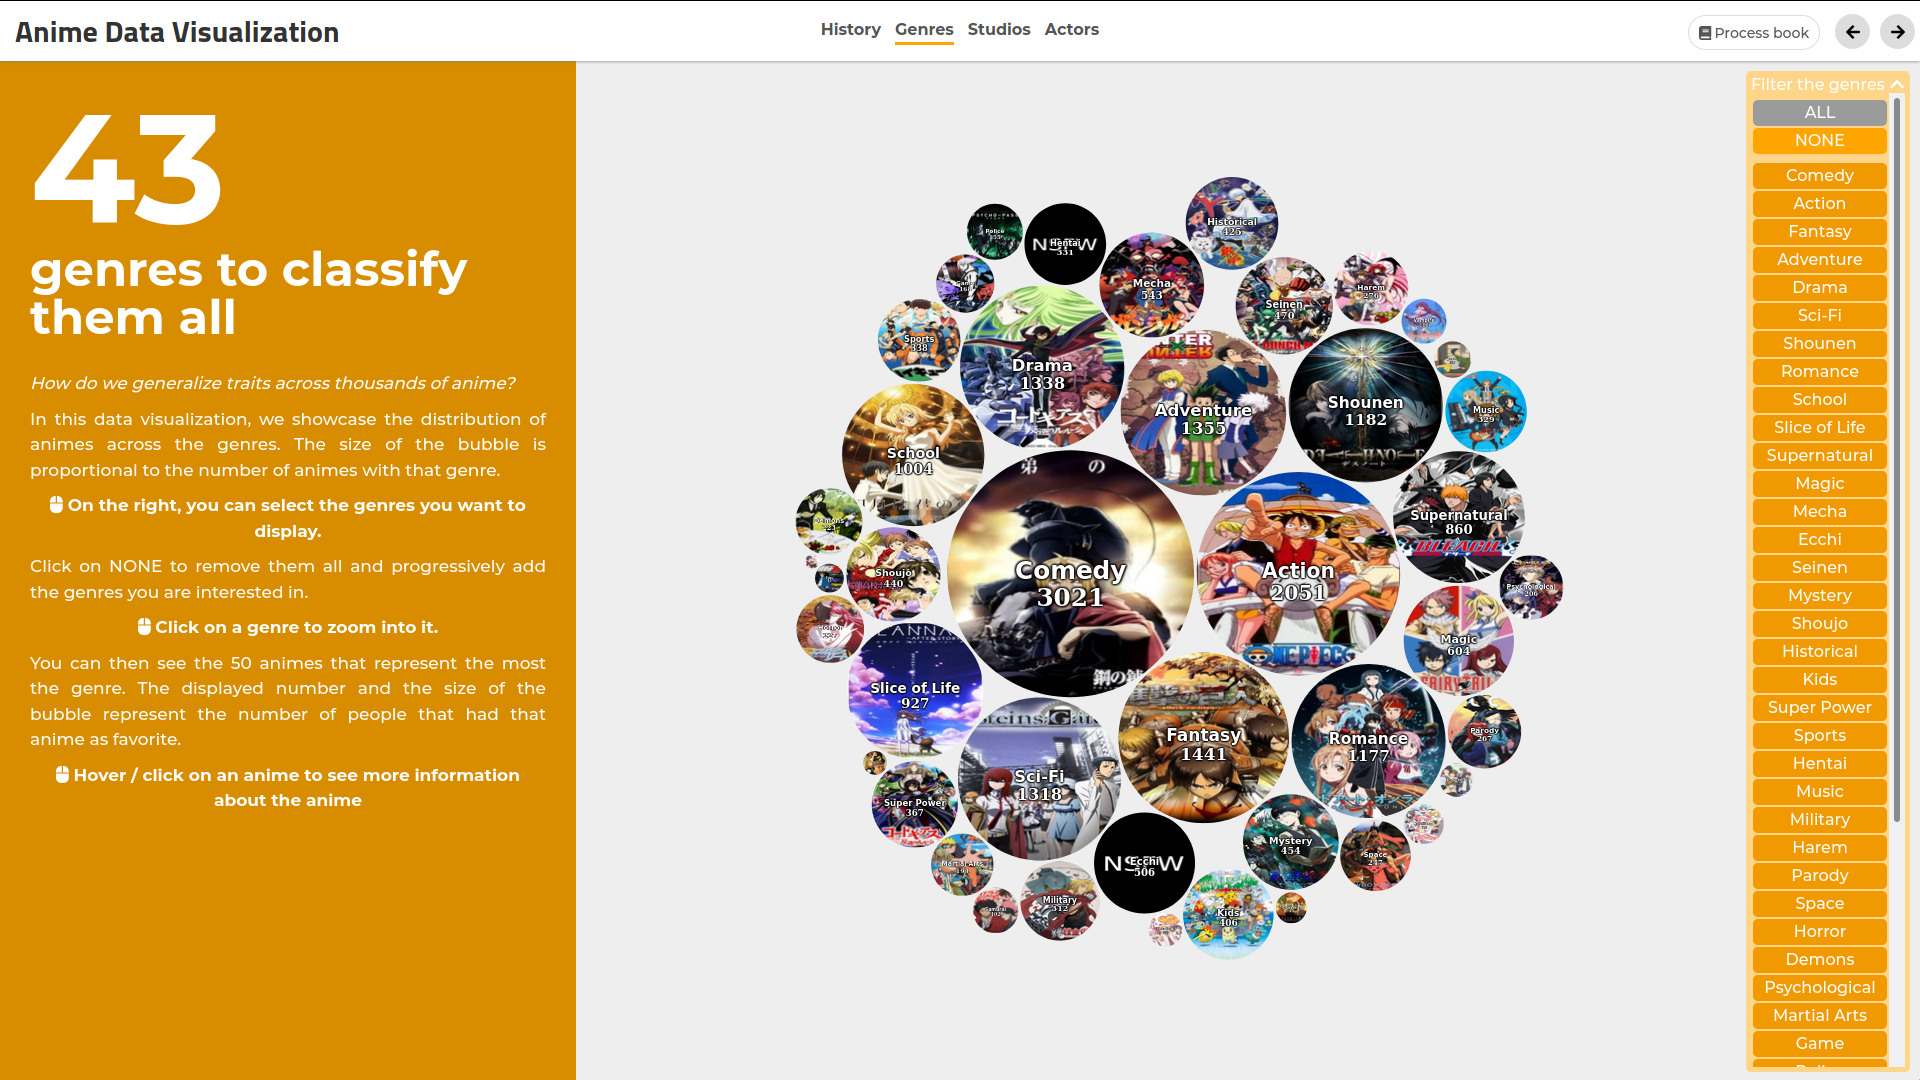 Anime Data Visualization
History
Genres
Studios
Actors
Process book
43
genres to classify
them all
How do we generalize traits across thousands of anime?
In this data visualization, we showcase the distribution of
animes across the genres. The size of the bubble is
proportional to the number of animes with that genre.
On the right, you can select the genres you want to
display.
Click on NONE to remove them all and progressively add
the genres you are interested in.
Click on a genre to zoom into it.
You can then see the 50 animes that represent the most
the genre. The displayed number and the size of the
bubble represent the number of people that had that
anime as favorite.
Hover / click on an anime to see more information
about the anime
Historical
425
Police
Hentai
331
Mecha
543
Seinen
470
Harem
276
Sports
338
Drama
1338
Adventure
1355
Shounen
1182
Music
329
School
1004
Supernatural
860
BLEACH
Demons
Shoujo
440
Comedy
3021
Action
2051
ONE PIECE
Psychological
206
Magic
604
FAIRY TAIL
Horror
Slice of Life
927
Sci-Fi
1318
Fantasy
1441
Romance
1177
Parody
267
Super Power
367
Martial Arts
Samurai
Military
312
Ecchi
506
Mystery
454
Space
Kids
406
Filter the genres
ALL
NONE
Comedy
Action
Fantasy
Adventure
Drama
Sci-Fi
Shounen
Romance
School
Slice of Life
Supernatural
Magic
Mecha
Ecchi
Seinen
Mystery
Shoujo
Historical
Kids
Super Power
Sports
Hentai
Music
Military
Harem
Parody
Space
Horror
Demons
Psychological
Martial Arts
Game